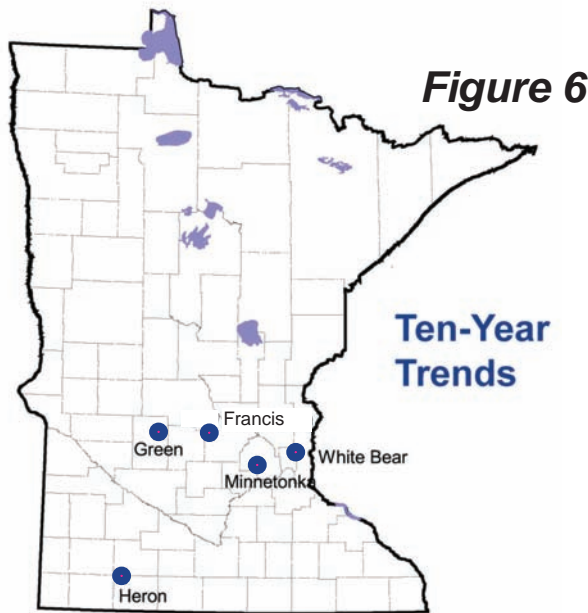 Figure 6
Ten-Year
Trends
Francis
Green
White Bear
Minnetonka
Heron